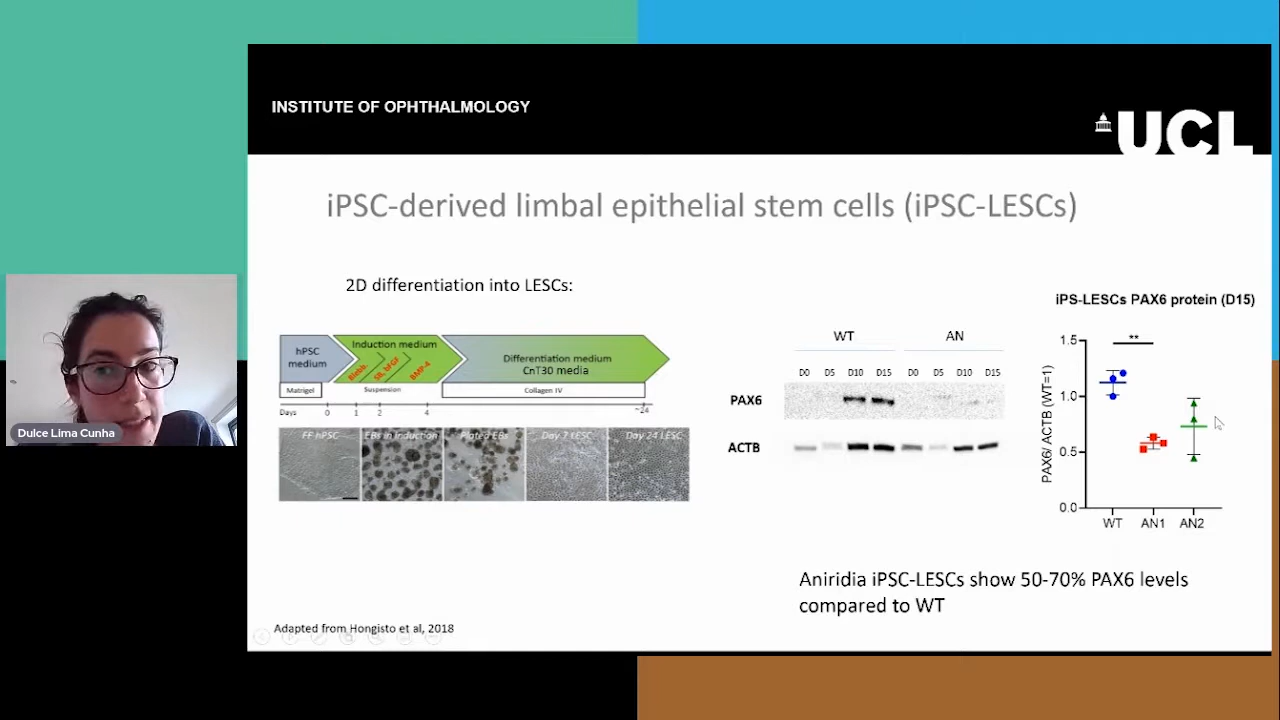 INSTITUTE OF OPHTHALMOLOGY
UCL
iPSC-derived limbal epithelial stem cells (iPSC-LESCs)
2D differentiation into LESCs:
hPSC medium
Induction medium
Blebb.
SB, bFGF
BMP-4
Differentiation medium
CnT30 media
Matrigel
Suspension
Collagen IV
Days 0 1 2 4 ~24
FF hPSC
EBs in induction
Plated EBs
Day 7 LESC
Day 24 LESC
Adapted from Hongisto et al, 2018
WT AN
D0 D5 D10 D15 D0 D5 D10 D15
PAX6
ACTB
iPS-LESCs PAX6 protein (D15)
**
PAX6/ ACTB (WT=1)
1.5
1.0
0.5
0.0
WT AN1 AN2
Aniridia iPSC-LESCs show 50-70% PAX6 levels
compared to WT
Dulce Lima Cunha